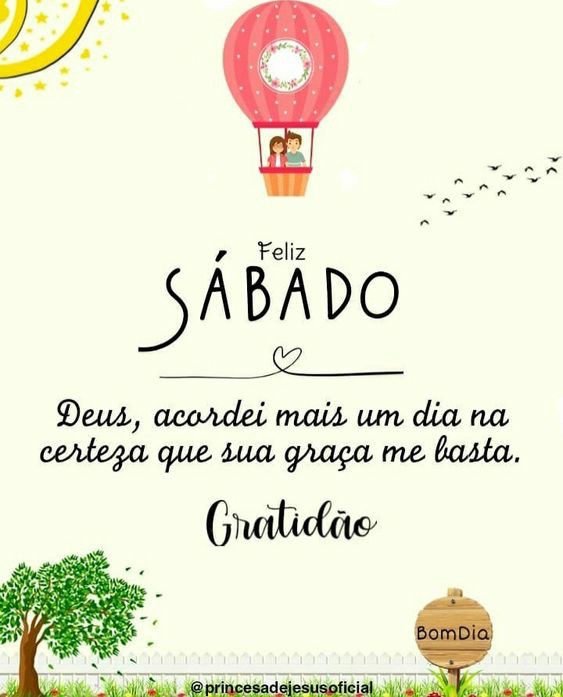 Feliz
SÁBADO
Deus, acordei mais um dia na
certeza que sua graça me basta.
Gratidão
BomDia
@princesadejesusoficial